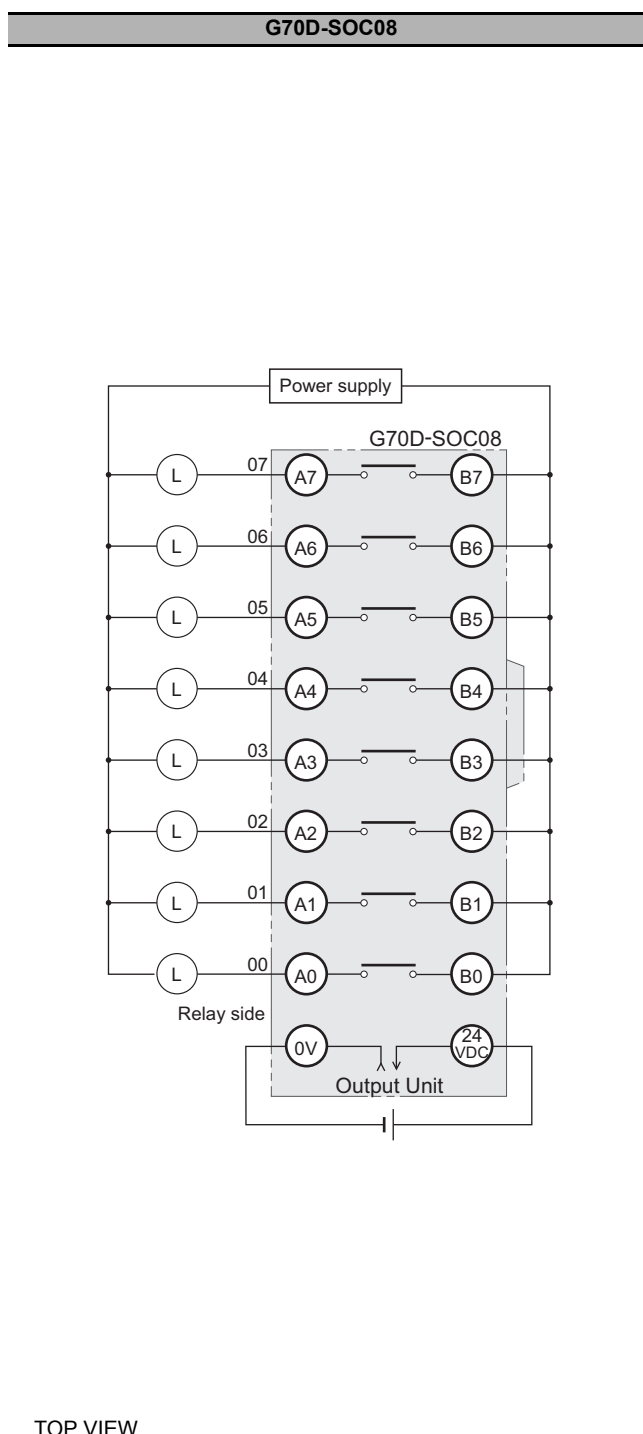 G70D-SOC08
Power supply
G70D-SOC08
L 07 A7 B7
L 06 A6 B6
L 05 A5 B5
L 04 A4 B4
L 03 A3 B3
L 02 A2 B2
L 01 A1 B1
L 00 A0 B0
Relay side
0V 24 VDC
Output Unit
TOP VIEW